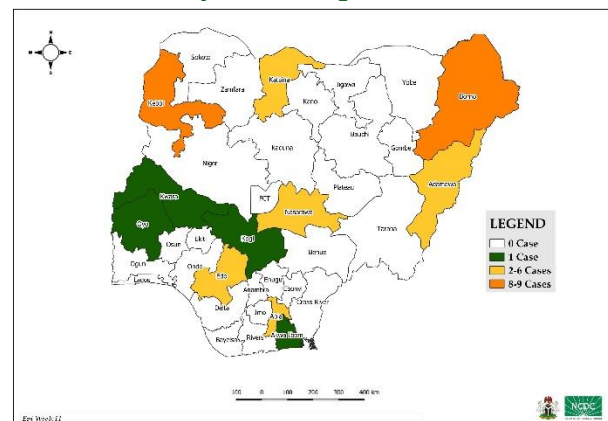 N
Sokoto
Katsina
Jigawa
Yobe
Borno
Kebbi
Zamfara
Kano
Bauchi
Gombe
Kaduna
Niger
Adamawa
Plateau
FCT
Kwara
Nasarawa
Taraba
Oyo
Kogi
Ekiti
Osun
Benue
Ogun
Ondo
Edo
Enugu
Ebonyi
Lagos
Anambra
Cross River
Delta
Imo
Abia
Bayelsa
Rivers
Akwa Ibom
LEGEND
0 Case
1 Case
2-6 Cases
8-9 Cases
100 0 100 200 300 400 km
Epi Week:11
NCDC